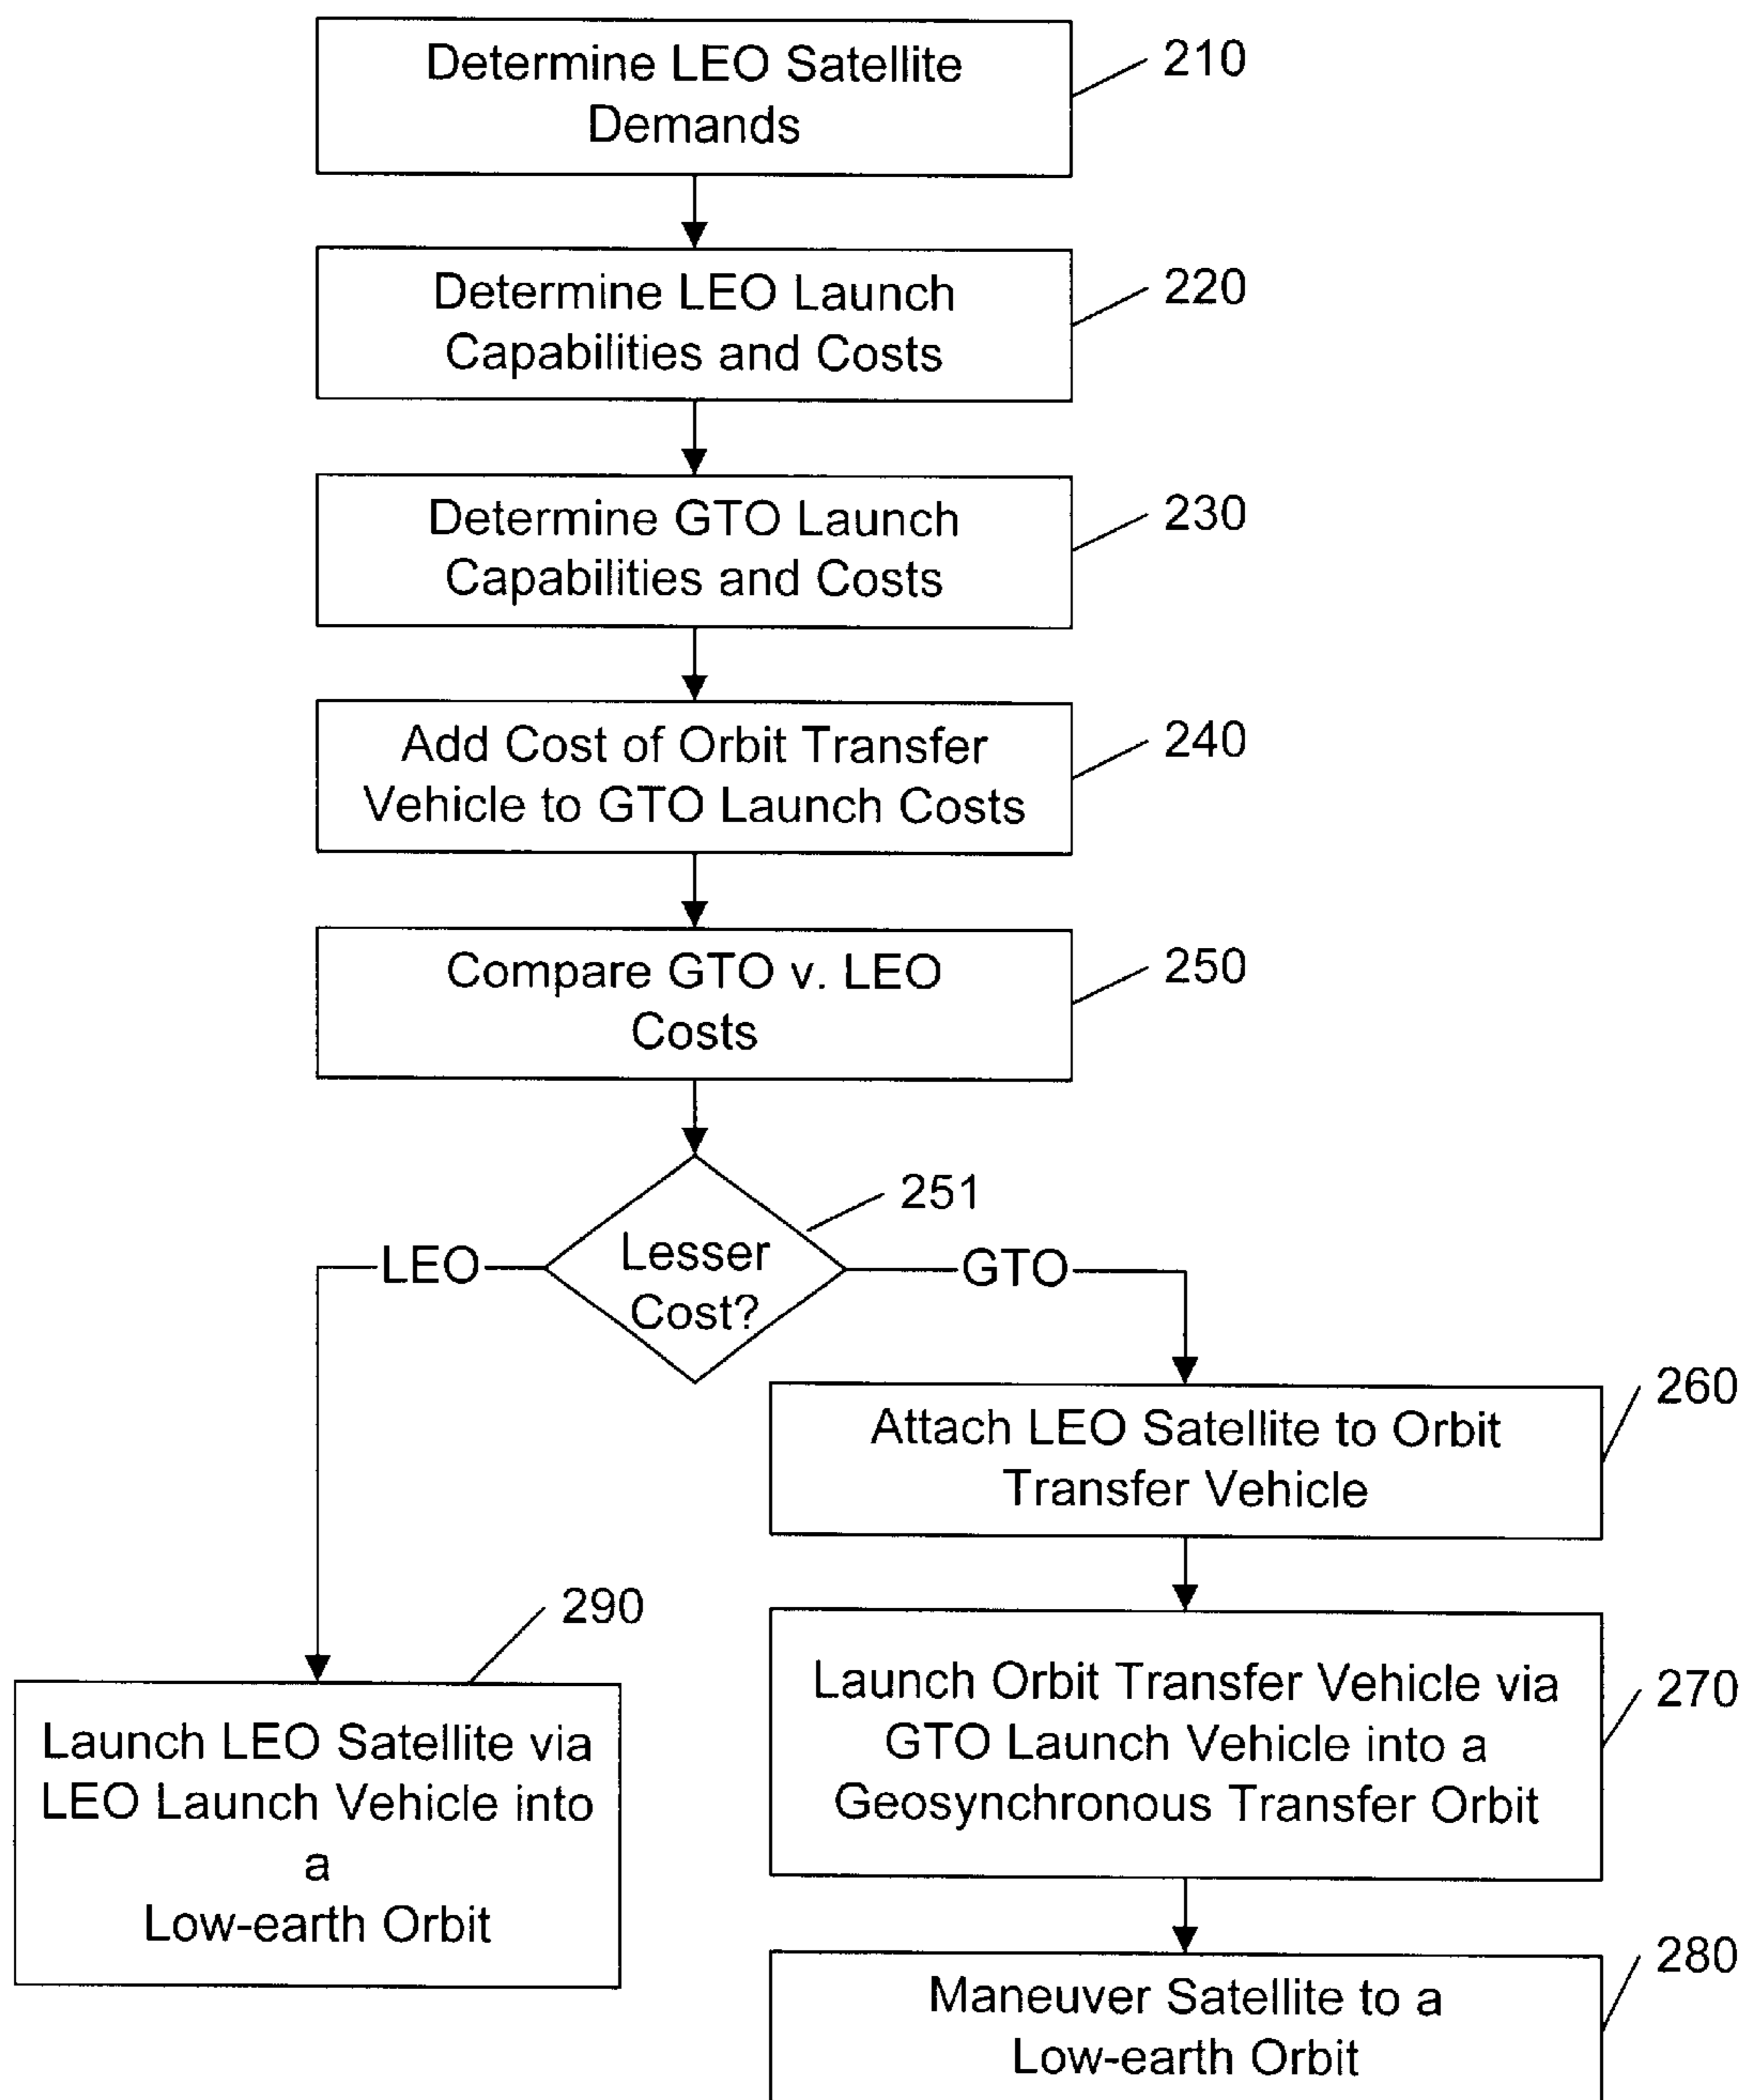 Determine LEO Satellite
Demands
210
Determine LEO Launch
Capabilities and Costs
220
Determine GTO Launch
Capabilities and Costs
230
Add Cost of Orbit Transfer
Vehicle to GTO Launch Costs
240
Compare GTO v. LEO
Costs
250
251
LEO
Lesser
Cost?
GTO
260
Attach LEO Satellite to Orbit
Transfer Vehicle
290
Launch LEO Satellite via
LEO Launch Vehicle into
a
Low-earth Orbit
270
Launch Orbit Transfer Vehicle via
GTO Launch Vehicle into a
Geosynchronous Transfer Orbit
280
Maneuver Satellite to a
Low-earth Orbit